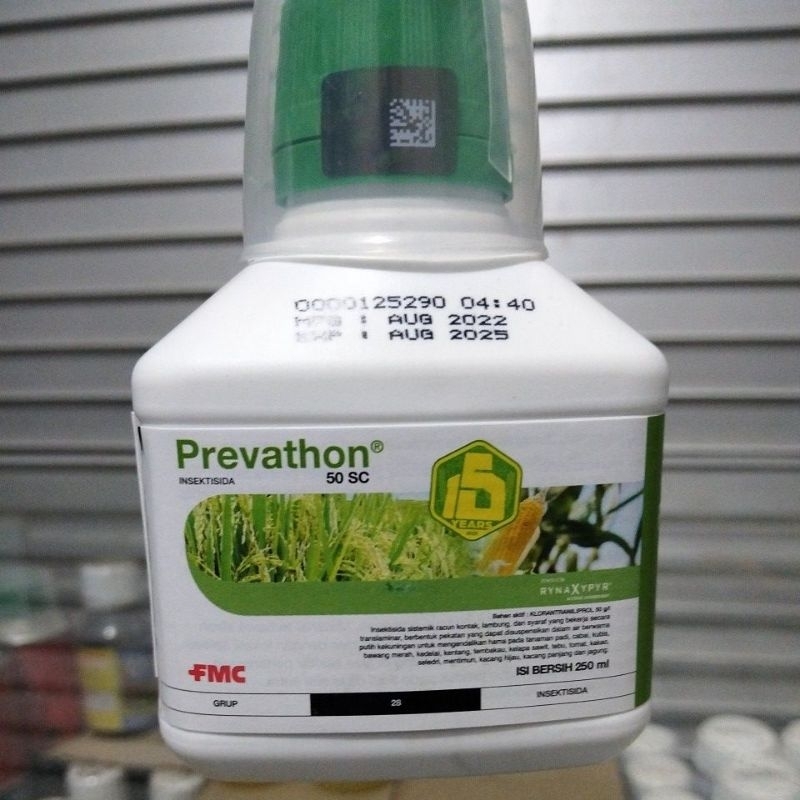 0000125290 04:40
MFG : AUG 2022
EXP : AUG 2025
Prevathon®
50 SC
INSEKTISIDA
15
YEARS
RYNAXYPYR®
Bahan aktif : KLORANTRANILIPROL 50 g/l
Insektisida sistemik racun kontak, lambung, dan syaraf yang bekerja secara
translaminar, berbentuk pekatan yang dapat disuspensikan dalam air berwarna
putih kekuningan untuk mengendalikan hama pada tanaman padi, cabai, kubis,
bawang merah, kedelai, kentang, tembakau, kelapa sawit, tebu, tomat, kakao,
seledri, mentimun, kacang hijau, kacang panjang dan jagung.
FMC
ISI BERSIH 250 ml
GRUP 28 INSEKTISIDA